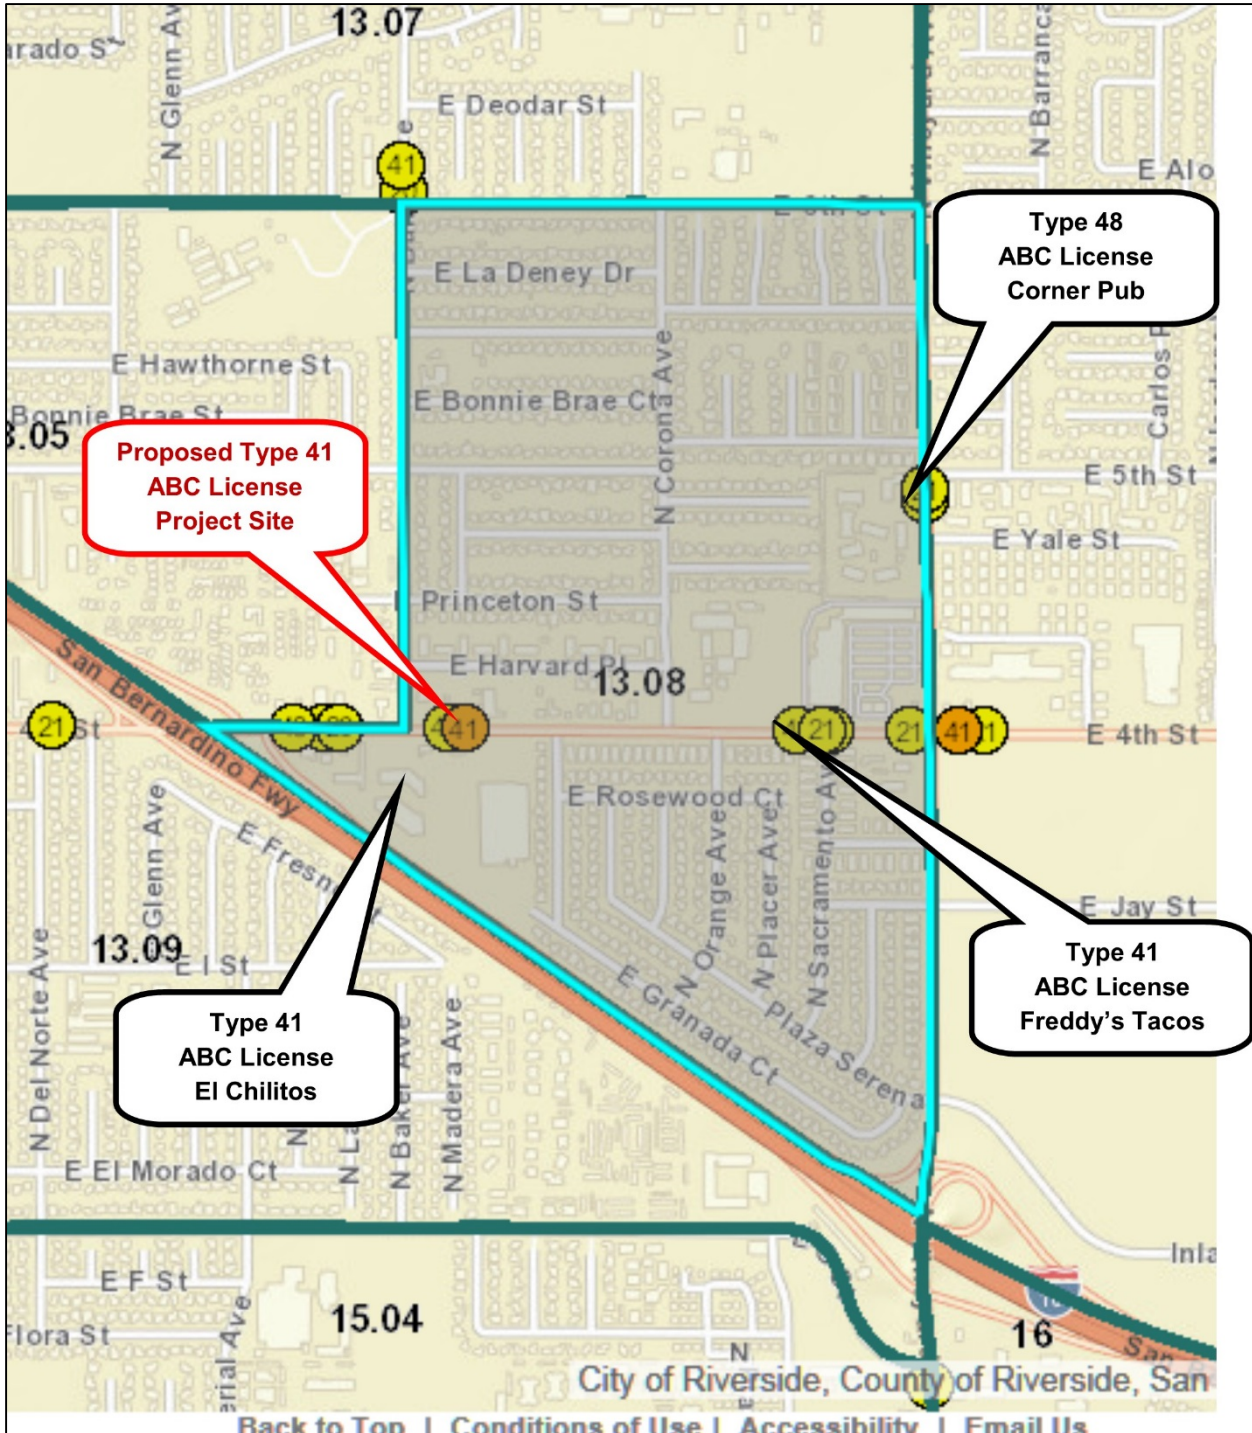 13.07
N Glenn Av
E Deodar St
N Barranca
E Alo
41
Type 48
ABC License
Corner Pub
E La Deney Dr
N Corona Ave
E Hawthorne St
E Bonnie Brae Ct
Bonnie Brae St
3.05
Carlos
Proposed Type 41
ABC License
Project Site
E 5th St
E Yale St
Princeton St
E Harvard Pl
13.08
San Bernardino Fwy
21
41
21
21
41
E 4th St
E Rosewood Ct
Glenn Ave
E Fresno
N Orange Ave
N Placer Ave
N Sacramento Av
E Jay St
N Del Norte Ave
13.09
E I St
Type 41
ABC License
Freddy's Tacos
Type 41
ABC License
El Chilitos
E Granada Ct
Plaza Serena
N Baker Ave
N Madera Ave
N La
E El Morado Ct
E F St
Inla
15.04
Flora St
erial Ave
16
City of Riverside, County of Riverside, San
Back to Top | Conditions of Use | Accessibility | Email Us